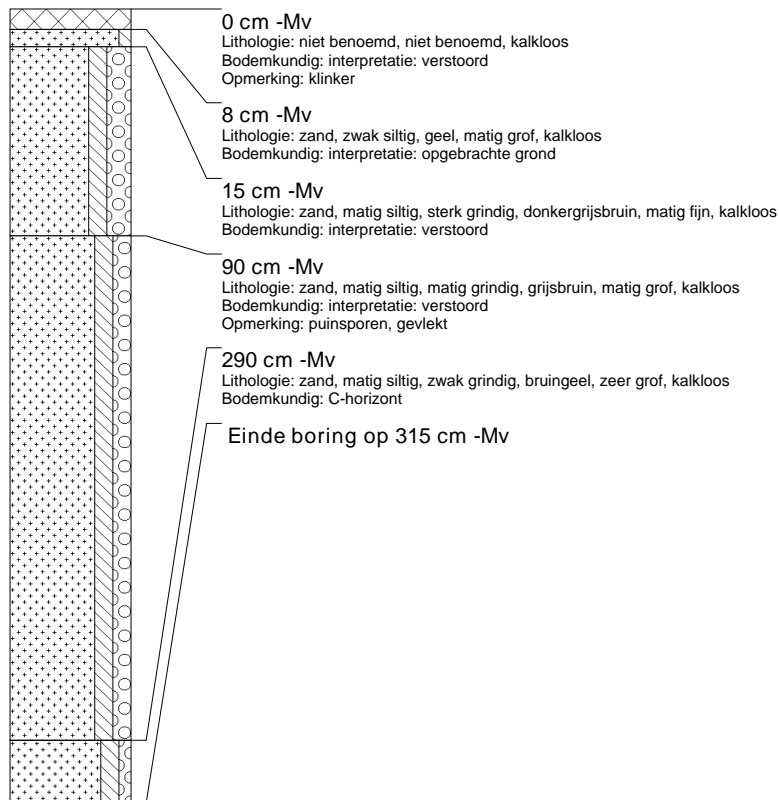 0 cm -Mv
Lithologie: niet benoemd, niet benoemd, kalkloos
Bodemkundig: interpretatie: verstoord
Opmerking: klinker
8 cm -Mv
Lithologie: zand, zwak siltig, geel, matig grof, kalkloos
Bodemkundig: interpretatie: opgebrachte grond
15 cm -Mv
Lithologie: zand, matig siltig, sterk grindig, donkergrijsbruin, matig fijn, kalkloos
Bodemkundig: interpretatie: verstoord
90 cm -Mv
Lithologie: zand, matig siltig, matig grindig, grijsbruin, matig grof, kalkloos
Bodemkundig: interpretatie: verstoord
Opmerking: puinsporen, gevlekt
290 cm -Mv
Lithologie: zand, matig siltig, zwak grindig, bruingeel, zeer grof, kalkloos
Bodemkundig: C-horizont
Einde boring op 315 cm -Mv